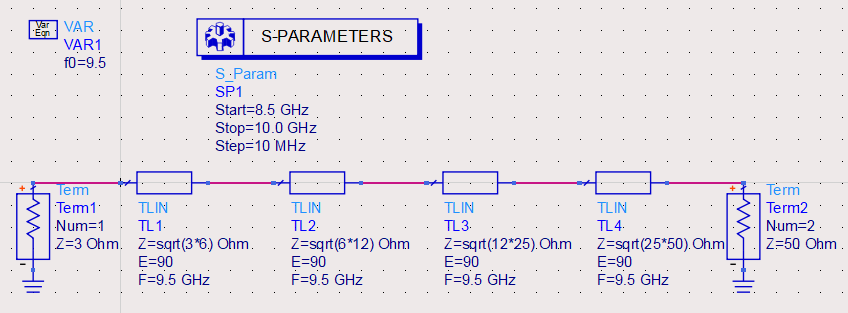 Var
Eqn
VAR
VAR1
f0=9.5
S-PARAMETERS
S_Param
SP1
Start=8.5 GHz
Stop=10.0 GHz
Step=10 MHz
+
Term
Term1
Num=1
Z=3 Ohm
-
TLIN
TL1
Z=sqrt(3*6) Ohm
E=90
F=9.5 GHz
TLIN
TL2
Z=sqrt(6*12) Ohm
E=90
F=9.5 GHz
TLIN
TL3
Z=sqrt(12*25) Ohm
E=90
F=9.5 GHz
TLIN
TL4
Z=sqrt(25*50) Ohm
E=90
F=9.5 GHz
+
Term
Term2
Num=2
Z=50 Ohm
-